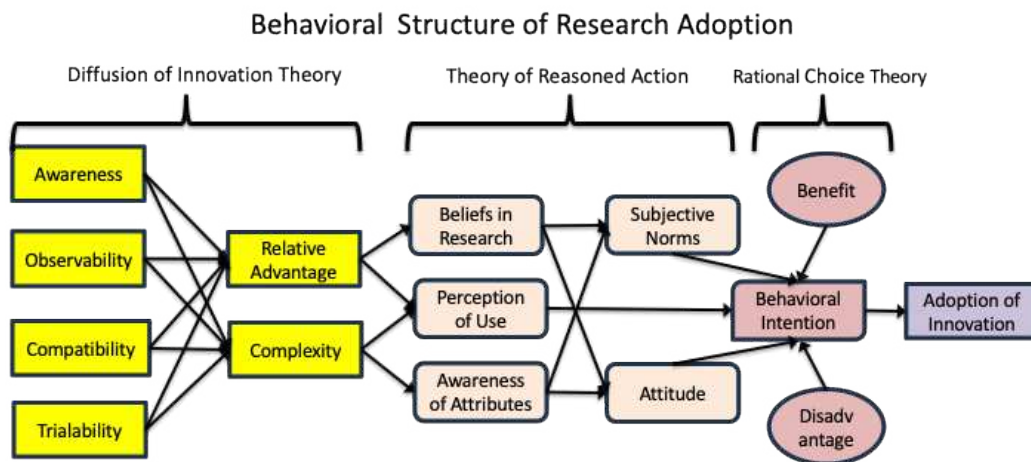 Behavioral Structure of Research Adoption
Diffusion of Innovation Theory
Theory of Reasoned Action
Rational Choice Theory
Awareness
Observability
Compatibility
Trialability
Relative
Advantage
Complexity
Beliefs in
Research
Perception
of Use
Awareness
of Attributes
Subjective
Norms
Attitude
Benefit
Behavioral
Intention
Disadv
antage
Adoption of
Innovation